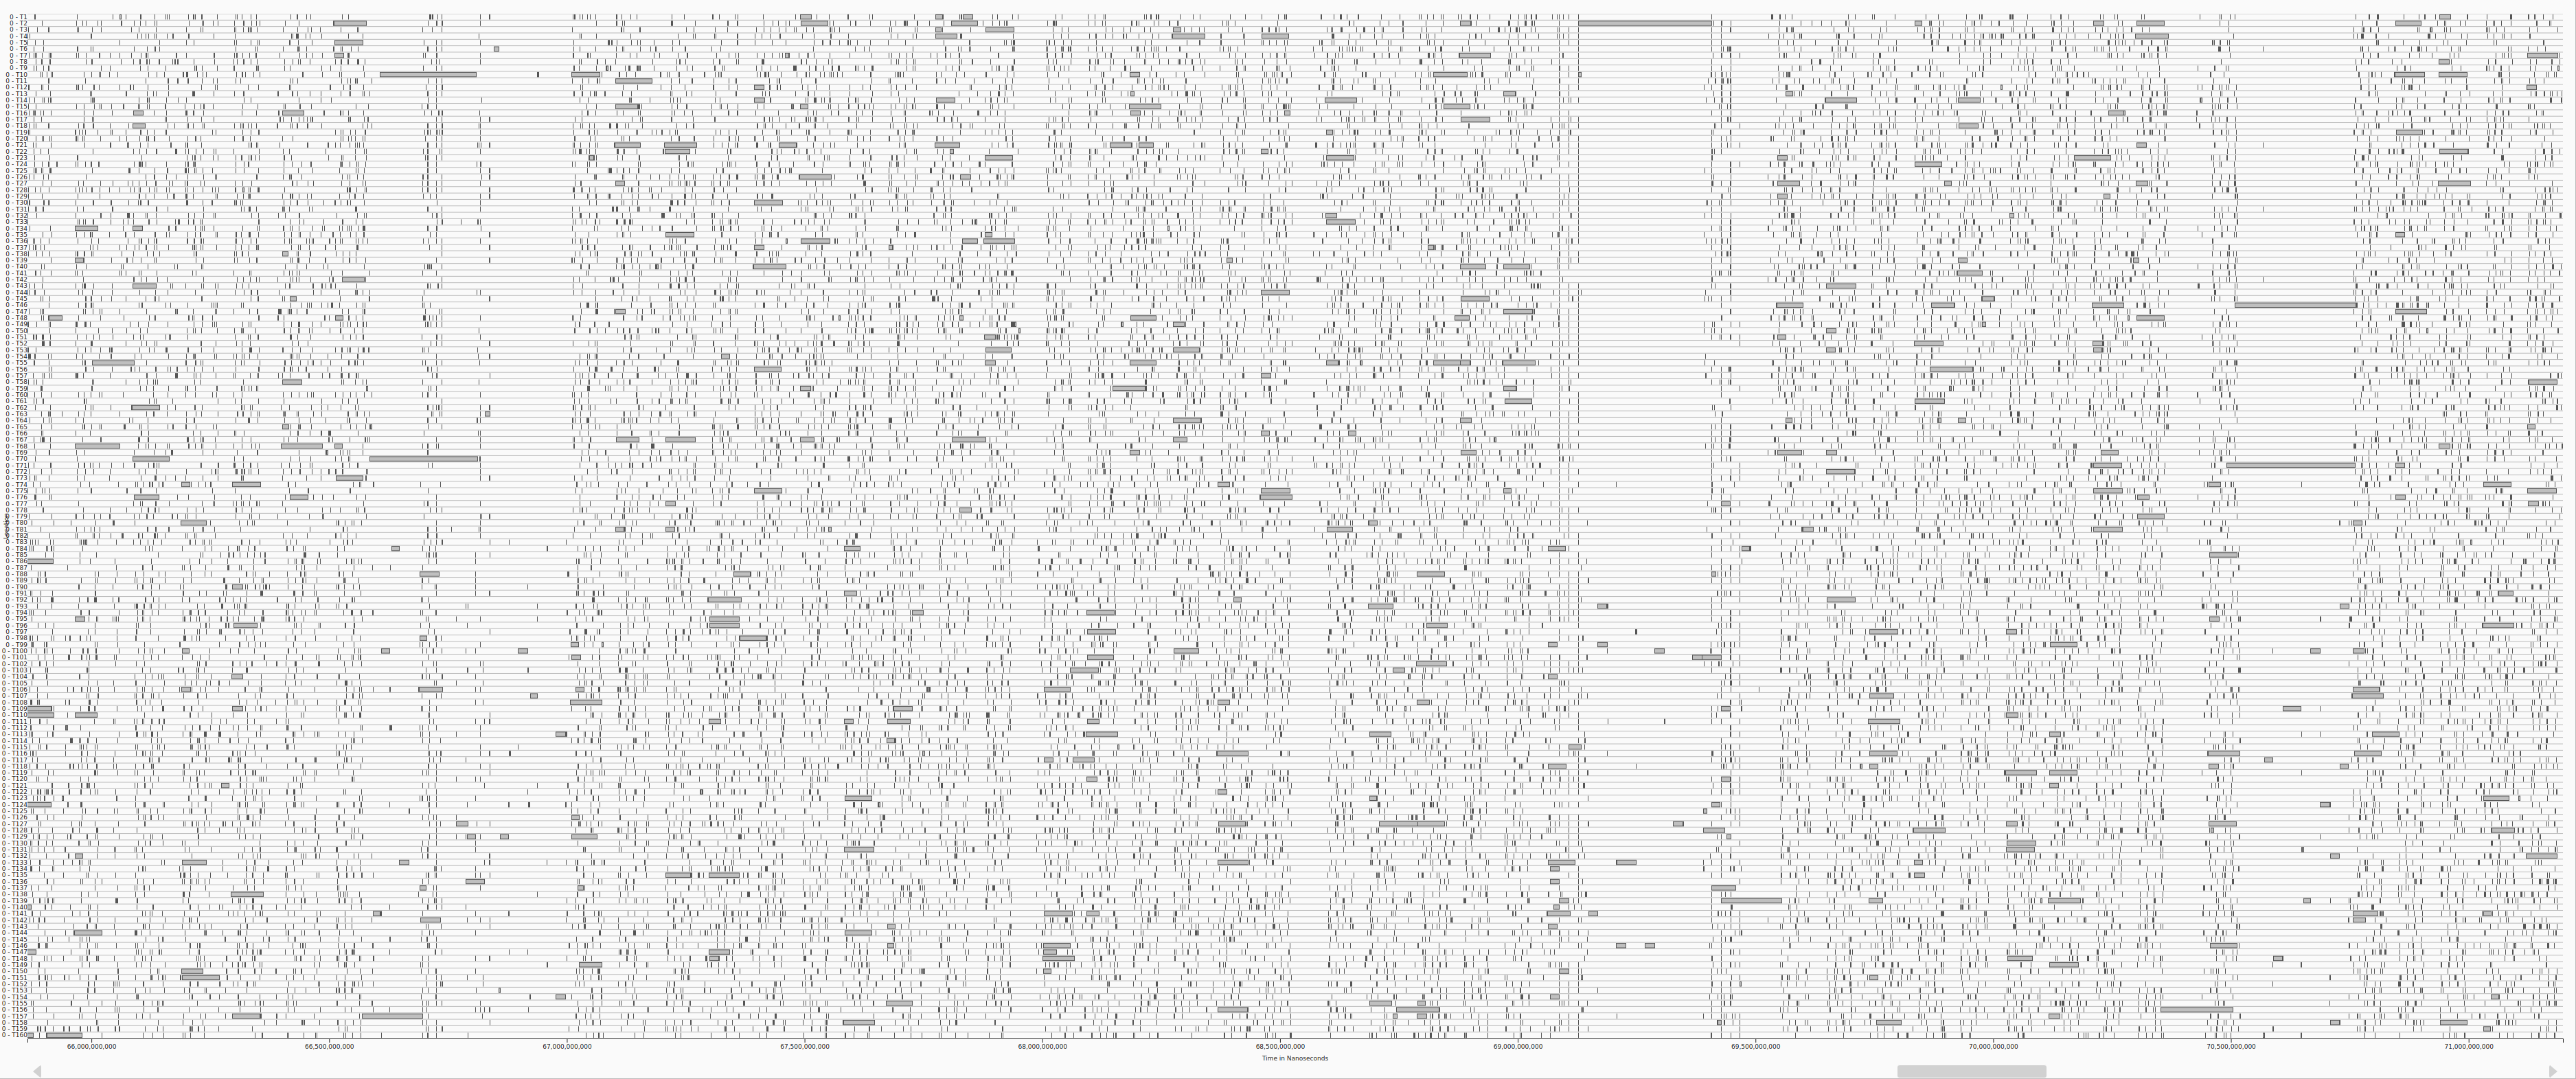 0 - T1
0 - T2
0 - T3
0 - T4
0 - T5
0 - T6
0 - T7
0 - T8
0 - T9
0 - T10
0 - T11
0 - T12
0 - T13
0 - T14
0 - T15
0 - T16
0 - T17
0 - T18
0 - T19
0 - T20
0 - T21
0 - T22
0 - T23
0 - T24
0 - T25
0 - T26
0 - T27
0 - T28
0 - T29
0 - T30
0 - T31
0 - T32
0 - T33
0 - T34
0 - T35
0 - T36
0 - T37
0 - T38
0 - T39
0 - T40
0 - T41
0 - T42
0 - T43
0 - T44
0 - T45
0 - T46
0 - T47
0 - T48
0 - T49
0 - T50
0 - T51
0 - T52
0 - T53
0 - T54
0 - T55
0 - T56
0 - T57
0 - T58
0 - T59
0 - T60
0 - T61
0 - T62
0 - T63
0 - T64
0 - T65
0 - T66
0 - T67
0 - T68
0 - T69
0 - T70
0 - T71
0 - T72
0 - T73
0 - T74
0 - T75
0 - T76
0 - T77
0 - T78
0 - T79
0 - T80
0 - T81
0 - T82
0 - T83
0 - T84
0 - T85
0 - T86
0 - T87
0 - T88
0 - T89
0 - T90
0 - T91
0 - T92
0 - T93
0 - T94
0 - T95
0 - T96
0 - T97
0 - T98
0 - T99
0 - T100
0 - T101
0 - T102
0 - T103
0 - T104
0 - T105
0 - T106
0 - T107
0 - T108
0 - T109
0 - T110
0 - T111
0 - T112
0 - T113
0 - T114
0 - T115
0 - T116
0 - T117
0 - T118
0 - T119
0 - T120
0 - T121
0 - T122
0 - T123
0 - T124
0 - T125
0 - T126
0 - T127
0 - T128
0 - T129
0 - T130
0 - T131
0 - T132
0 - T133
0 - T134
0 - T135
0 - T136
0 - T137
0 - T138
0 - T139
0 - T140
0 - T141
0 - T142
0 - T143
0 - T144
0 - T145
0 - T146
0 - T147
0 - T148
0 - T149
0 - T150
0 - T151
0 - T152
0 - T153
0 - T154
0 - T155
0 - T156
0 - T157
0 - T158
0 - T159
0 - T160
66,000,000,000 66,500,000,000 67,000,000,000 67,500,000,000 68,000,000,000 68,500,000,000 69,000,000,000 69,500,000,000 70,000,000,000 70,500,000,000 71,000,000,000
Time in Nanoseconds